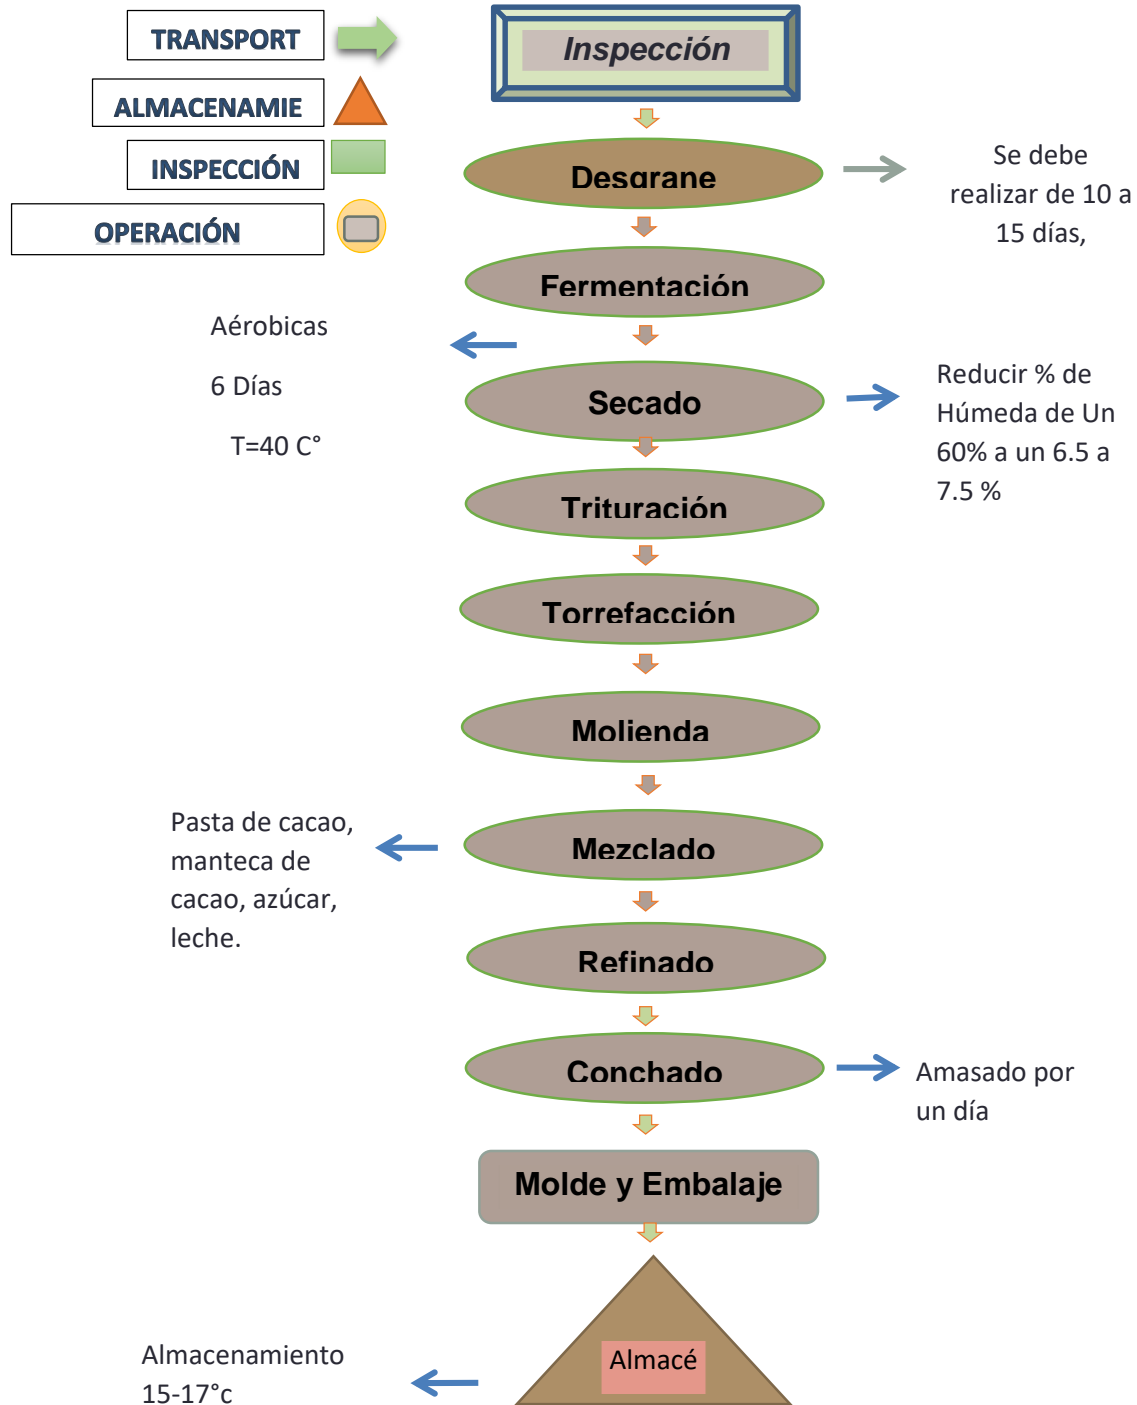 TRANSPORT
ALMACENAMIE
INSPECCIÓN
OPERACIÓN
Inspección
Desgrane
Se debe
realizar de 10 a
15 días,
Fermentación
Aérobicas
6 Días
T=40 C°
Secado
Reducir % de
Húmeda de Un
60% a un 6.5 a
7.5 %
Trituración
Torrefacción
Molienda
Mezclado
Pasta de cacao,
manteca de
cacao, azúcar,
leche.
Refinado
Conchado
Amasado por
un día
Molde y Embalaje
Almacé
Almacenamiento
15-17°c